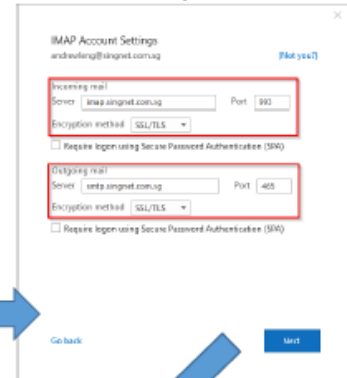 IMAP Account Settings
andrewfeng@singnet.com.sg (Not you?)
Incoming mail
Server imap.singnet.com.sg Port 993
Encryption method SSL/TLS
Require logon using Secure Password Authentication (SPA)
Outgoing mail
Server smtp.singnet.com.sg Port 465
Encryption method SSL/TLS
Require logon using Secure Password Authentication (SPA)
Go back Next